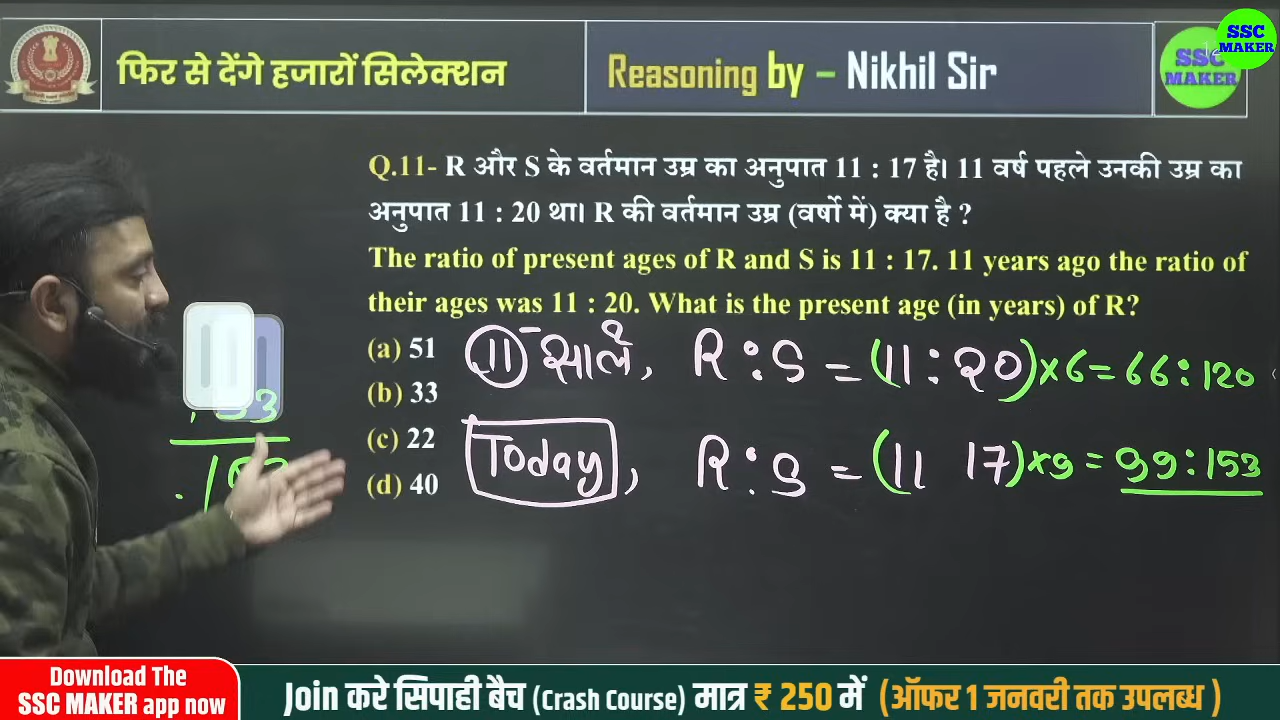 फिर से देंगे हजारों सिलेक्शन
Reasoning by – Nikhil Sir
SSC
MAKER
SSC
MAKER
Q.11- R और S के वर्तमान उम्र का अनुपात 11 : 17 है। 11 वर्ष पहले उनकी उम्र का
अनुपात 11 : 20 था। R की वर्तमान उम्र (वर्षो में) क्या है ?
The ratio of present ages of R and S is 11 : 17. 11 years ago the ratio of
their ages was 11 : 20. What is the present age (in years) of R?
(a) 51
(b) 33
(c) 22
(d) 40
11 साल, R : S = (11 : 20)×6 = 66 : 120
Today, R : S = (11 17)×9 = 99 : 153
Download The
SSC MAKER app now
Join करे सिपाही बैच (Crash Course) मात्र ₹ 250 में (ऑफर 1 जनवरी तक उपलब्ध )